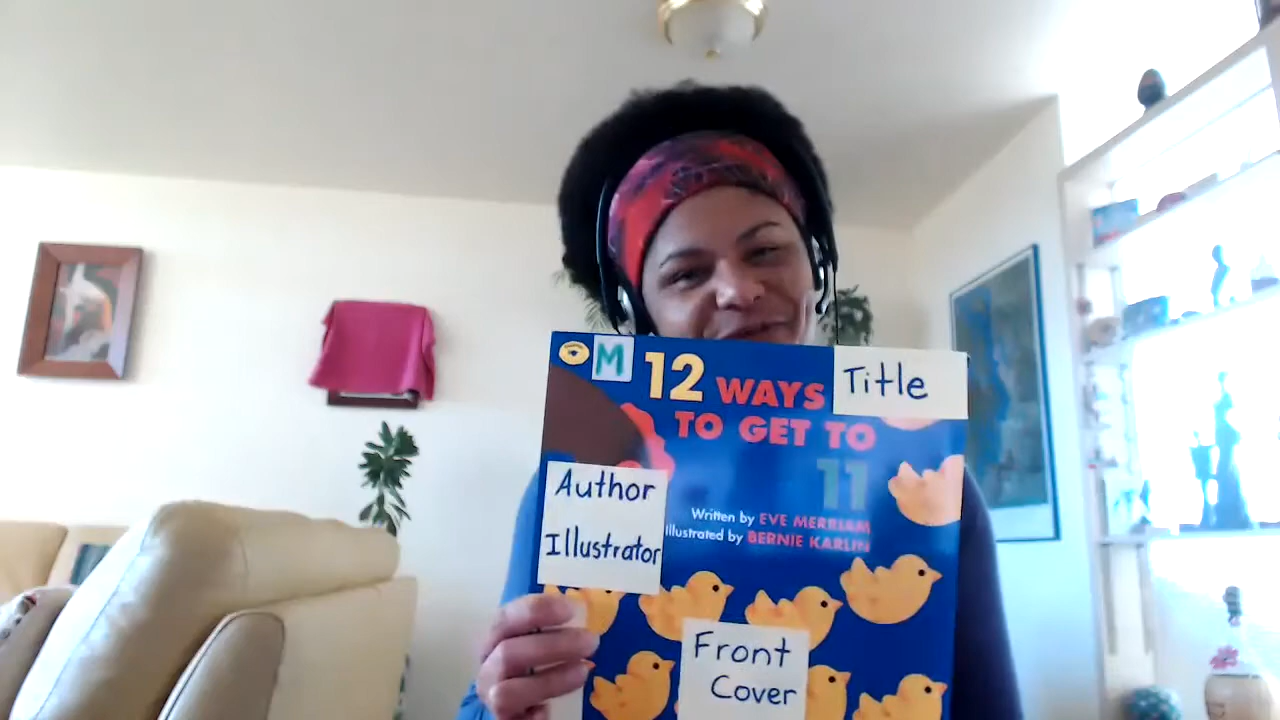 M
12 WAYS
TO GET TO
11
Title
Author
Illustrator
Written by EVE MERRIAM
Illustrated by BERNIE KARLIN
Front
Cover